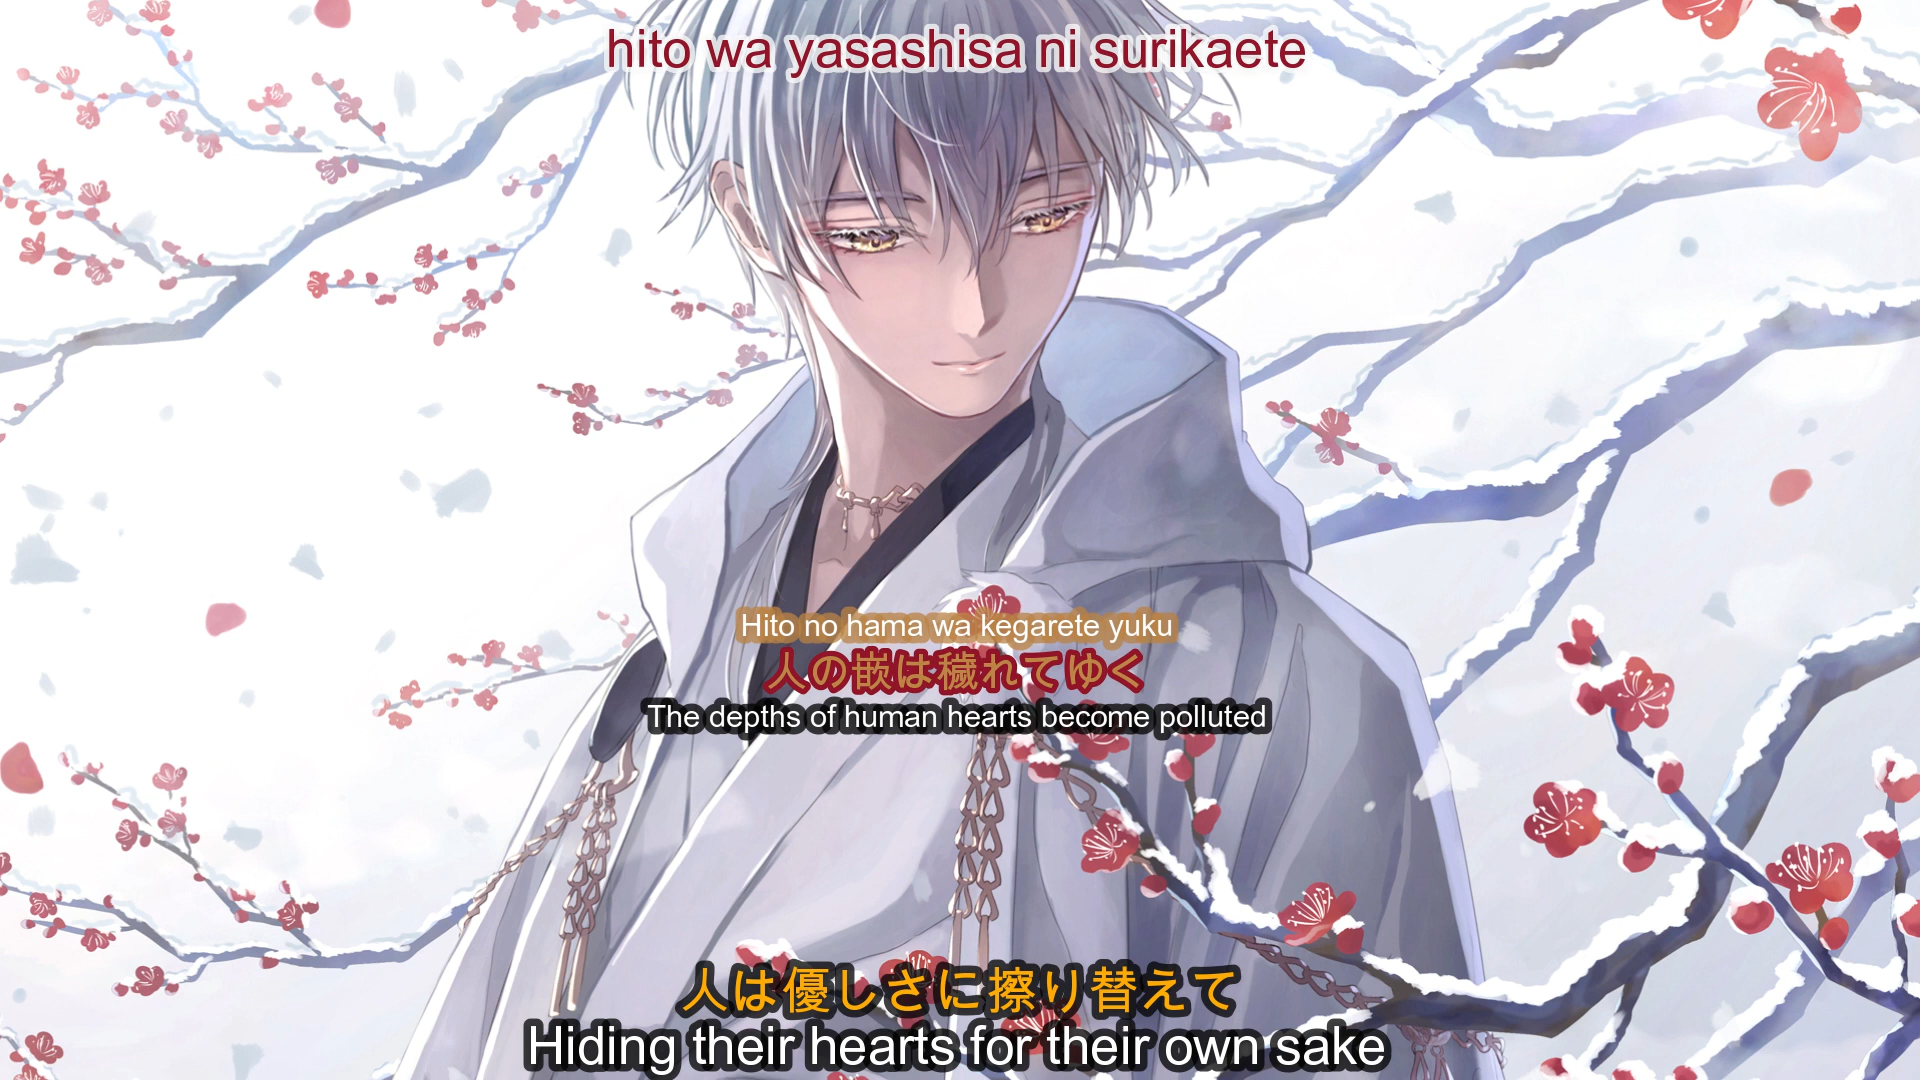 hito wa yasashisa ni surikaete
Hito no hama wa kegarete yuku
人の嵌は穢れてゆく
The depths of human hearts become polluted
人は優しさに擦り替えて
Hiding their hearts for their own sake